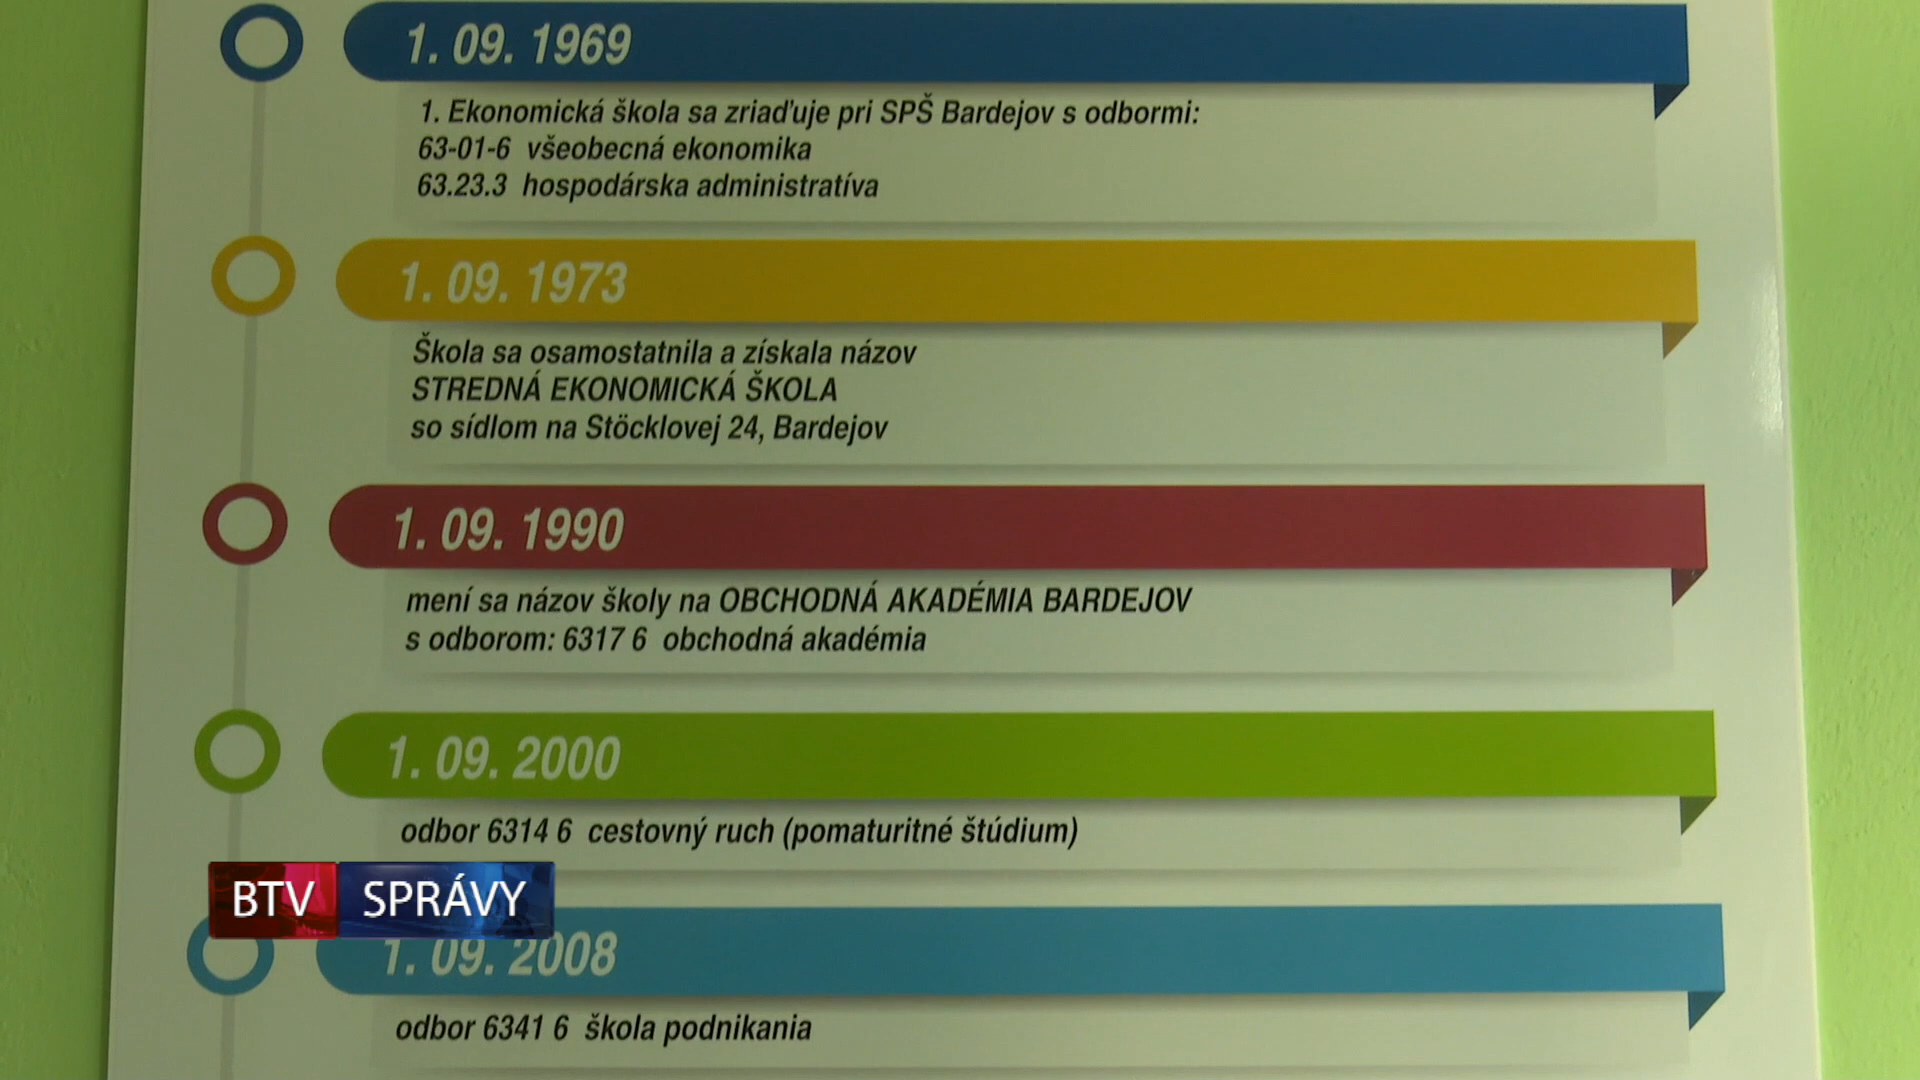 1. 09. 1969
1. Ekonomická škola sa zriaďuje pri SPŠ Bardejov s odbormi:
63-01-6 všeobecná ekonomika
63.23.3 hospodárska administratíva
1. 09. 1973
Škola sa osamostatnila a získala názov
STREDNÁ EKONOMICKÁ ŠKOLA
so sídlom na Stöcklovej 24, Bardejov
1. 09. 1990
mení sa názov školy na OBCHODNÁ AKADÉMIA BARDEJOV
s odborom: 6317 6 obchodná akadémia
1. 09. 2000
odbor 6314 6 cestovný ruch (pomaturitné štúdium)
BTV SPRÁVY
1. 09. 2008
odbor 6341 6 škola podnikania